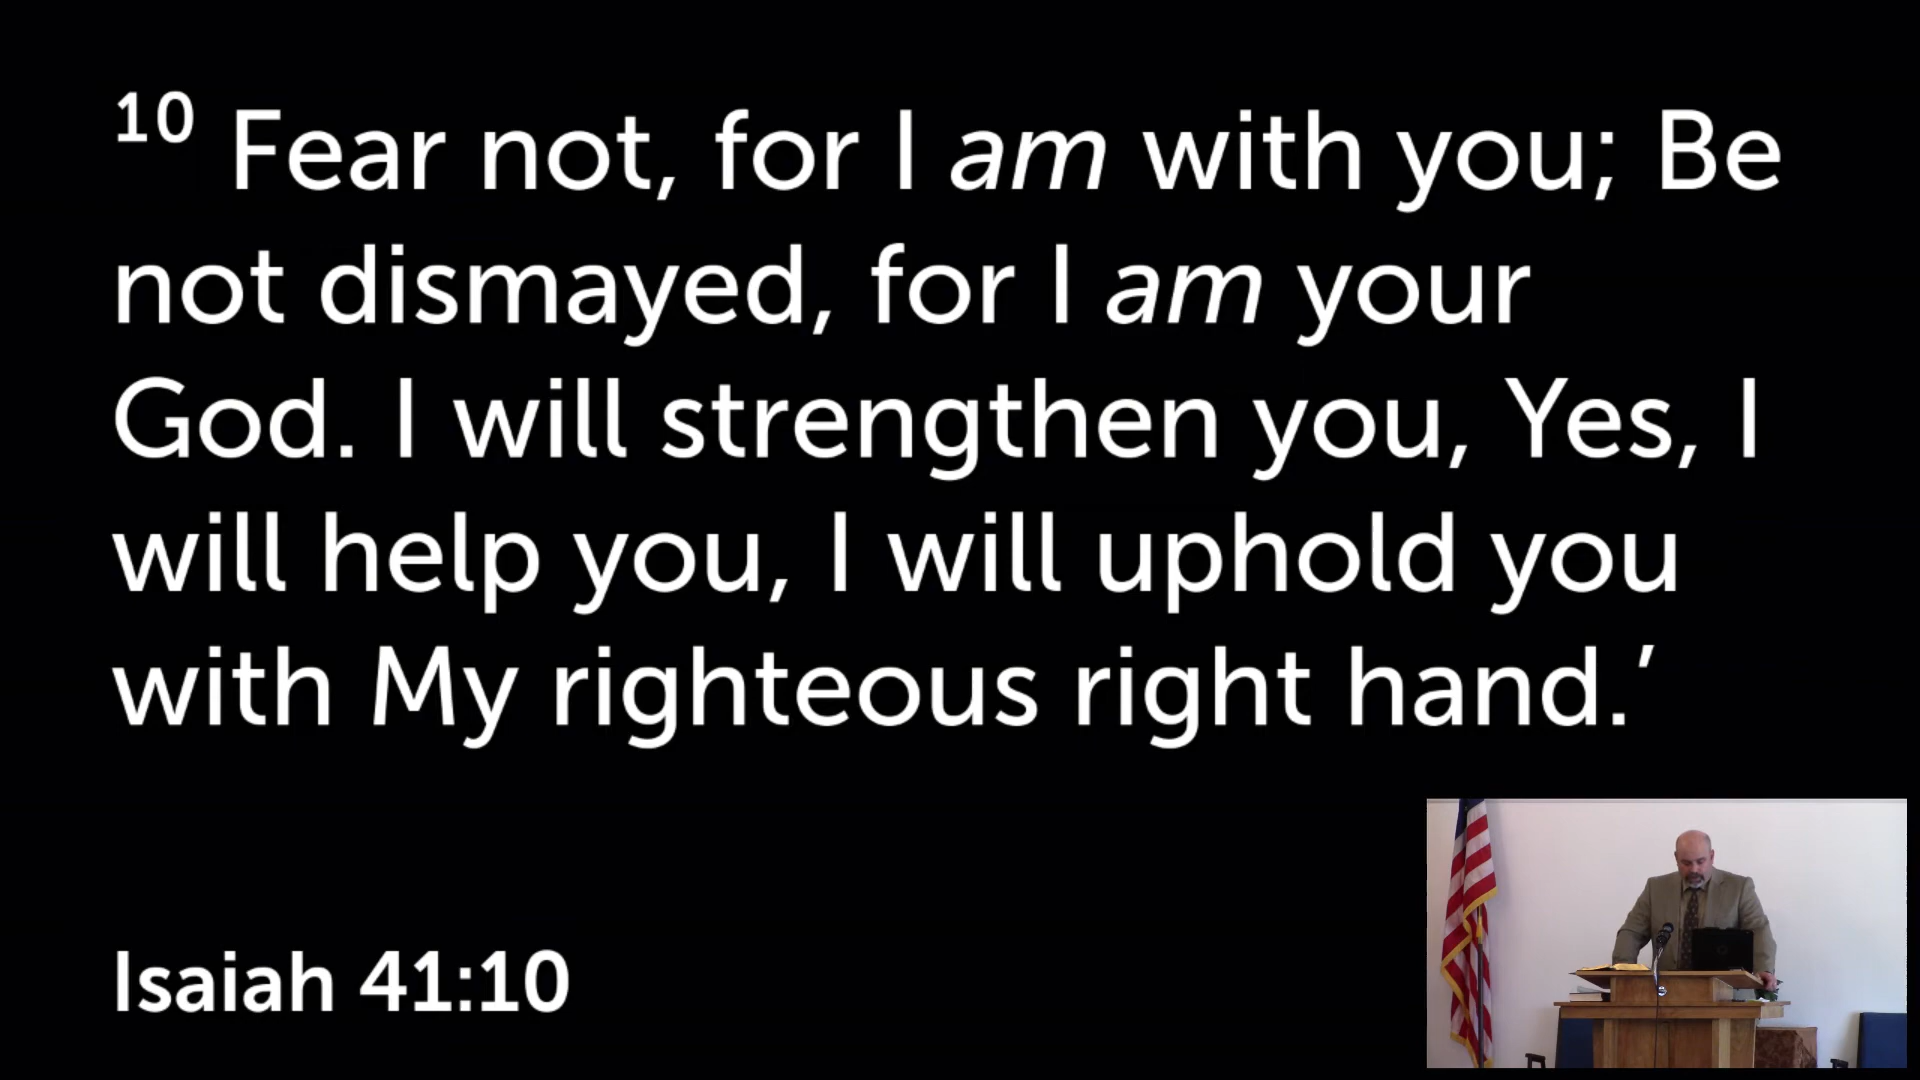 10 Fear not, for I am with you; Be
not dismayed, for I am your
God. I will strengthen you, Yes, I
will help you, I will uphold you
with My righteous right hand.’
Isaiah 41:10